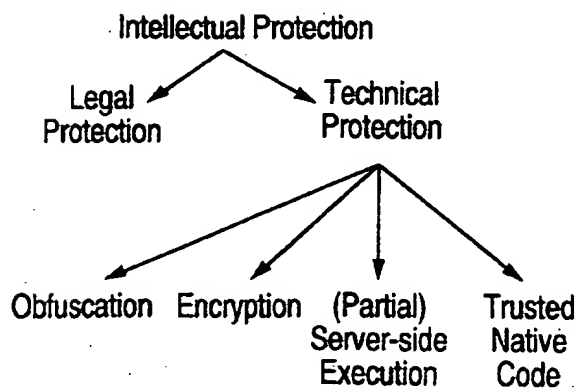 Intellectual Protection
Legal
Protection
Technical
Protection
Obfuscation
Encryption
(Partial)
Server-side
Execution
Trusted
Native
Code